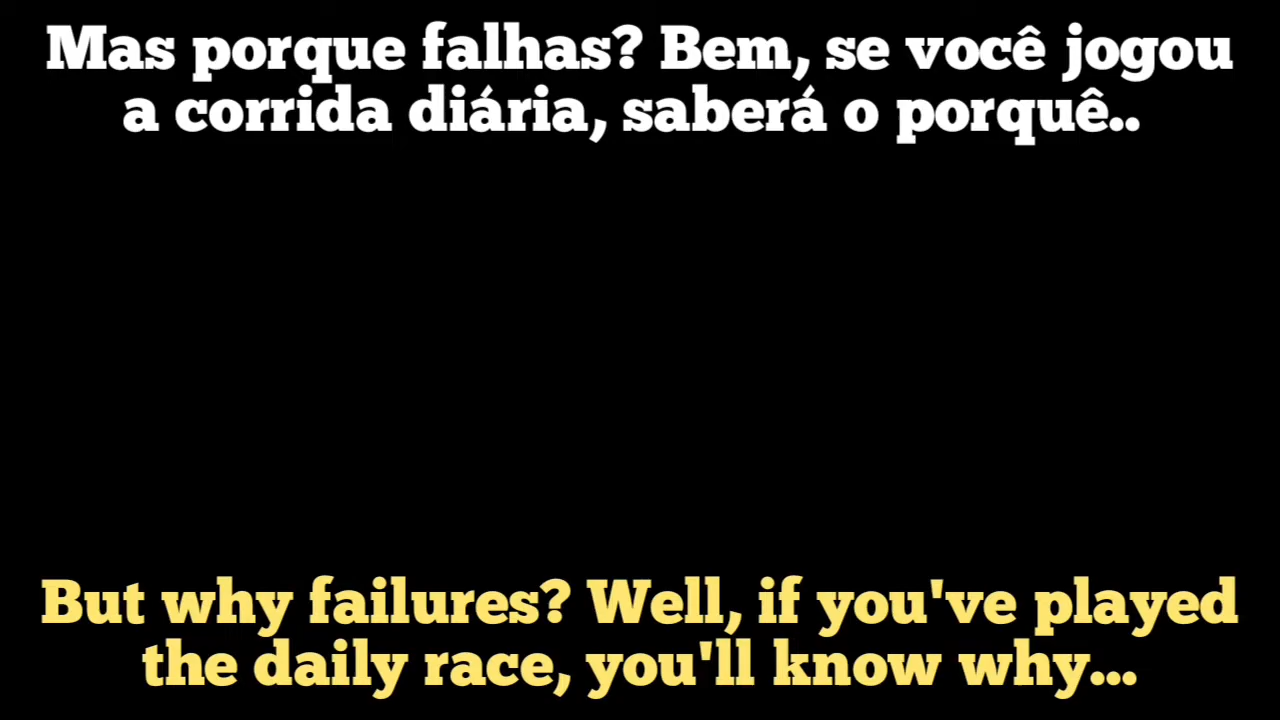 Mas porque falhas? Bem, se você jogou
a corrida diária, saberá o porquê..
But why failures? Well, if you've played
the daily race, you'll know why...